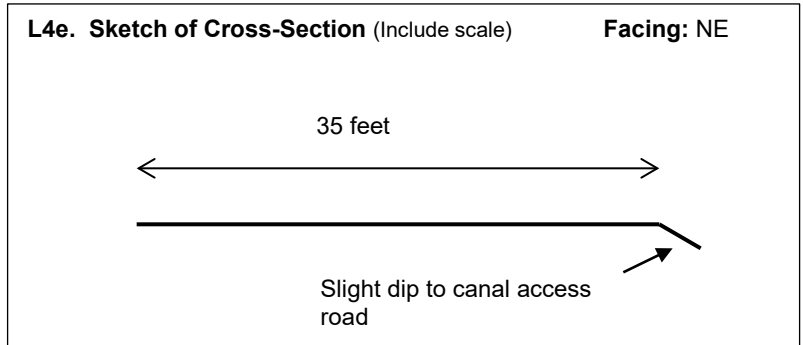 L4e. Sketch of Cross-Section (Include scale) Facing: NE
35 feet
Slight dip to canal access
road